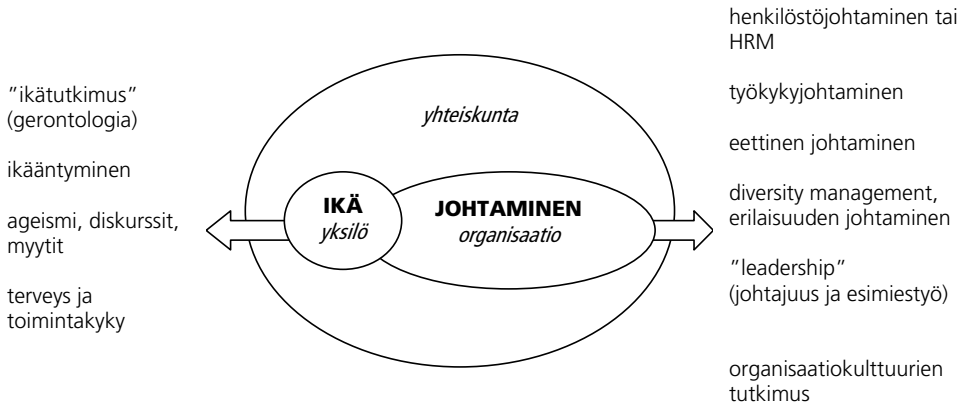 "ikätutkimus"
(gerontologia)
ikääntyminen
ageismi, diskurssit,
myytit
terveys ja
toimintakyky
yhteiskunta
IKÄ
yksilö
JOHTAMINEN
organisaatio
henkilöstöjohtaminen tai
HRM
työkykyjohtaminen
eettinen johtaminen
diversity management,
erilaisuuden johtaminen
"leadership"
(johtajuus ja esimiestyö)
organisaatiokulttuurien
tutkimus